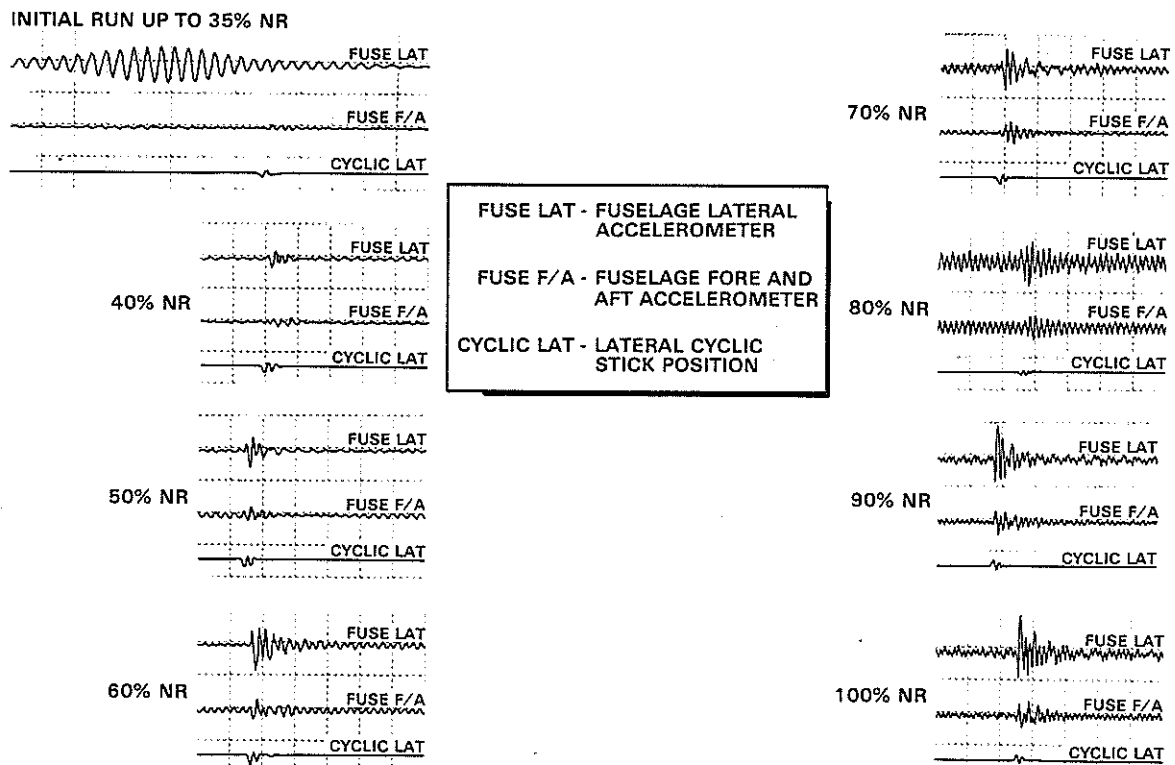 INITIAL RUN UP TO 35% NR
FUSE LAT
FUSE F/A
CYCLIC LAT
40% NR
FUSE LAT
FUSE F/A
CYCLIC LAT
50% NR
FUSE LAT
FUSE F/A
CYCLIC LAT
60% NR
FUSE LAT
FUSE F/A
CYCLIC LAT
FUSE LAT - FUSELAGE LATERAL
ACCELEROMETER
FUSE F/A - FUSELAGE FORE AND
AFT ACCELEROMETER
CYCLIC LAT - LATERAL CYCLIC
STICK POSITION
70% NR
FUSE LAT
FUSE F/A
CYCLIC LAT
80% NR
FUSE LAT
FUSE F/A
CYCLIC LAT
90% NR
FUSE LAT
FUSE F/A
CYCLIC LAT
100% NR
FUSE LAT
FUSE F/A
CYCLIC LAT